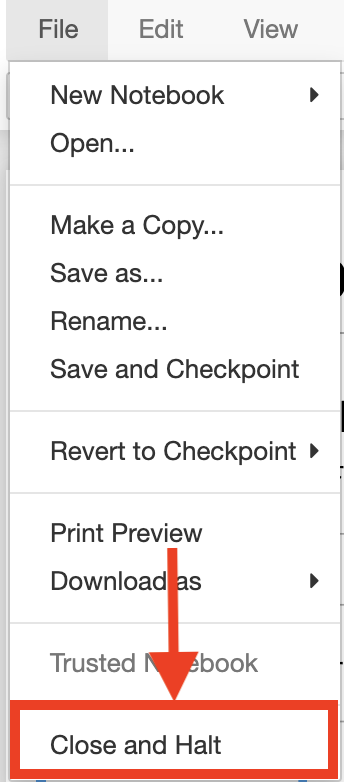 File Edit View
New Notebook
Open...
Make a Copy...
Save as...
Rename...
Save and Checkpoint
Revert to Checkpoint
Print Preview
Download as
Trusted Notebook
Close and Halt